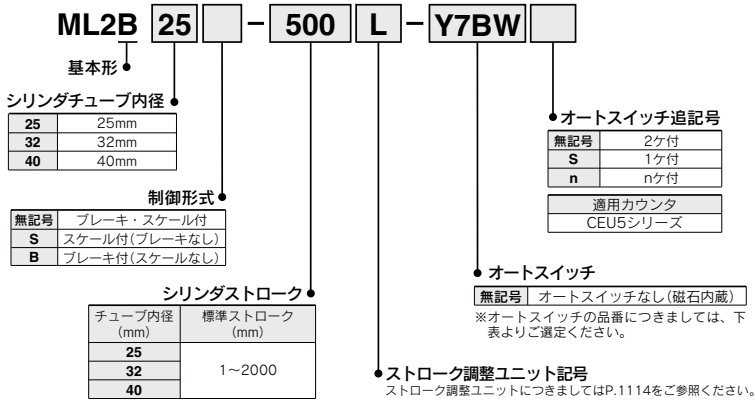 ML2B 25 － 500 L － Y7BW
基本形
シリンダチューブ内径
25 25mm
32 32mm
40 40mm
制御形式
無記号 ブレーキ・スケール付
S スケール付(ブレーキなし)
B ブレーキ付(スケールなし)
シリンダストローク
チューブ内径 標準ストローク
(mm) (mm)
25
32 1～2000
40
オートスイッチ追記号
無記号 2ケ付
S 1ケ付
n nケ付
適用カウンタ
CEU5シリーズ
オートスイッチ
無記号 オートスイッチなし(磁石内蔵)
※オートスイッチの品番につきましては、下
表よりご選定ください。
ストローク調整ユニット記号
ストローク調整ユニットにつきましてはP.1114をご参照ください。